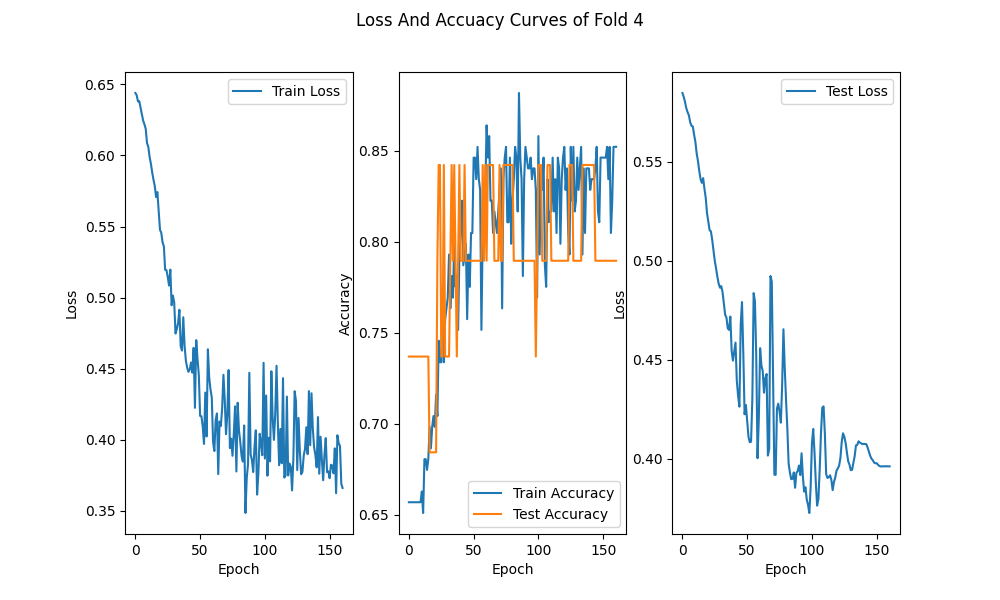 Loss And Accuacy Curves of Fold 4
Train Loss
0.65
0.60
0.55
0.50
0.45
0.40
0.35
Loss
0 50 100 150
Epoch
0.85
0.80
0.75
0.70
0.65
Accuracy
Train Accuracy
Test Accuracy
0 50 100 150
Epoch
Test Loss
0.55
0.50
0.45
0.40
Loss
0 50 100 150
Epoch